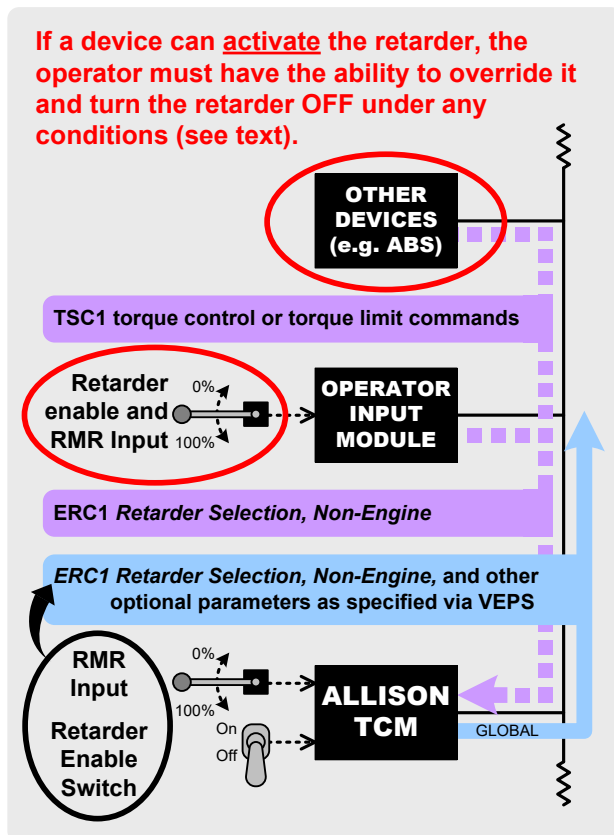 If a device can activate the retarder, the
operator must have the ability to override it
and turn the retarder OFF under any
conditions (see text).
OTHER
DEVICES
(e.g. ABS)
TSC1 torque control or torque limit commands
Retarder
enable and
RMR Input
0%
100%
OPERATOR
INPUT
MODULE
ERC1 Retarder Selection, Non-Engine
ERC1 Retarder Selection, Non-Engine, and other
optional parameters as specified via VEPS
RMR
Input
Retarder
Enable
Switch
0%
100%
On
Off
ALLISON
TCM
GLOBAL